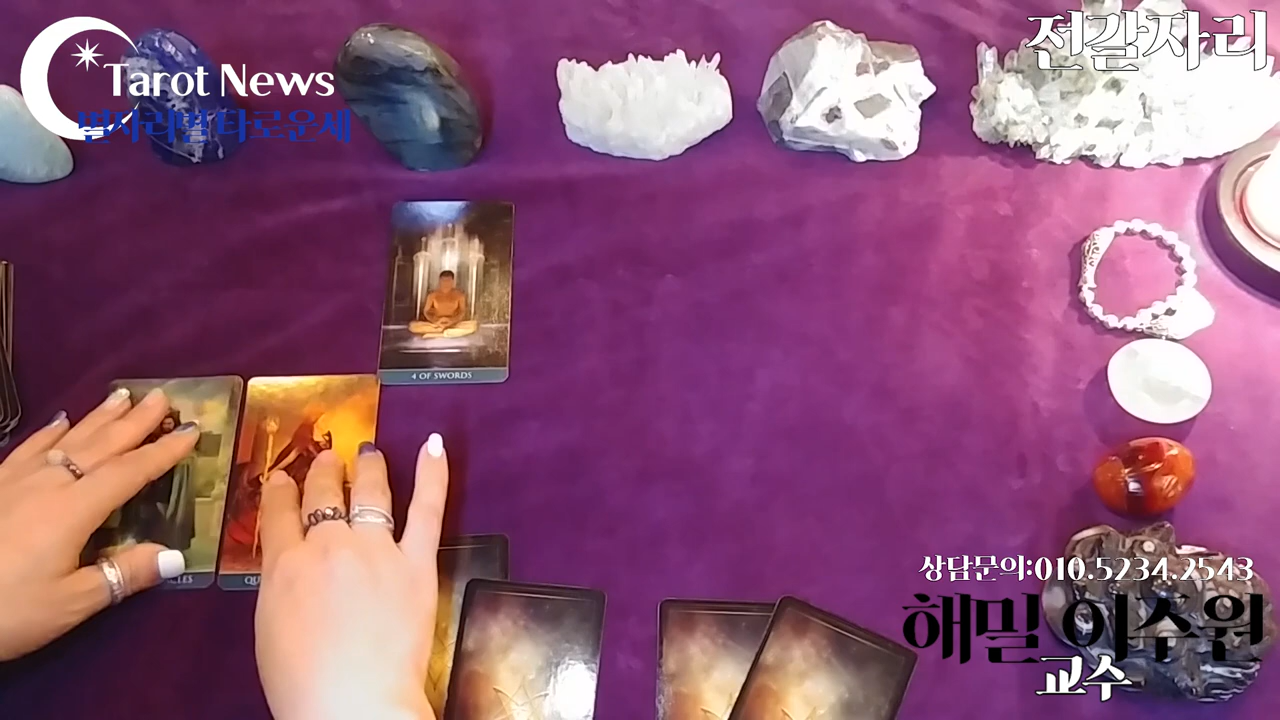 Tarot News
별자리별 타로운세
전갈자리
4 OF SWORDS
상담문의:010.5234.2543
해밀 이수원
교수